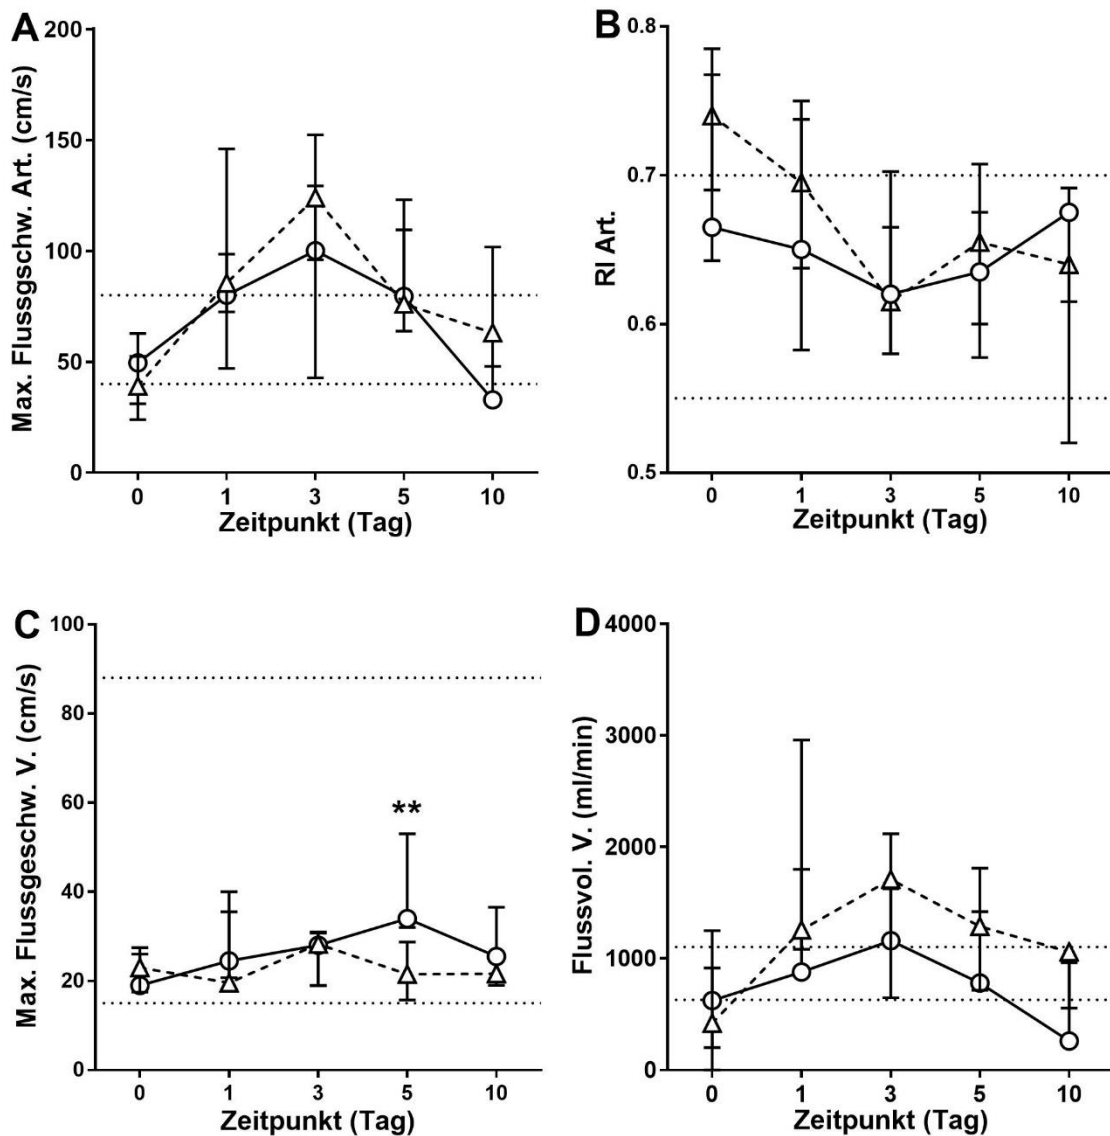 A
Max. Flussgschw. Art. (cm/s)
200
150
100
50
0
0 1 3 5 10
Zeitpunkt (Tag)
B
RI Art.
0.8
0.7
0.6
0.5
0 1 3 5 10
Zeitpunkt (Tag)
C
Max. Flussgeschw. V. (cm/s)
100
80
60
40
20
0
**
0 1 3 5 10
Zeitpunkt (Tag)
D
Flussvol. V. (ml/min)
4000
3000
2000
1000
0
0 1 3 5 10
Zeitpunkt (Tag)